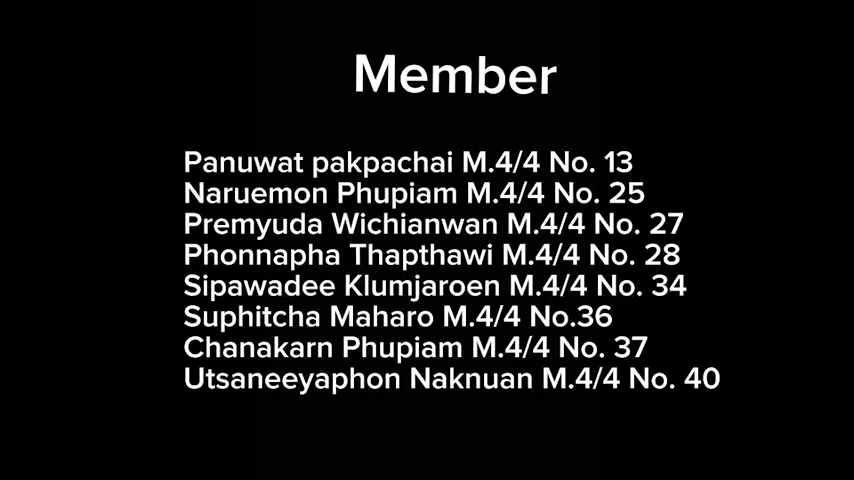 Member
Panuwat pakpachai M.4/4 No. 13
Naruemon Phupiam M.4/4 No. 25
Premyuda Wichianwan M.4/4 No. 27
Phonnapha Thapthawi M.4/4 No. 28
Sipawadee Klumjaroen M.4/4 No. 34
Suphitcha Maharo M.4/4 No.36
Chanakarn Phupiam M.4/4 No. 37
Utsaneeyaphon Naknuan M.4/4 No. 40